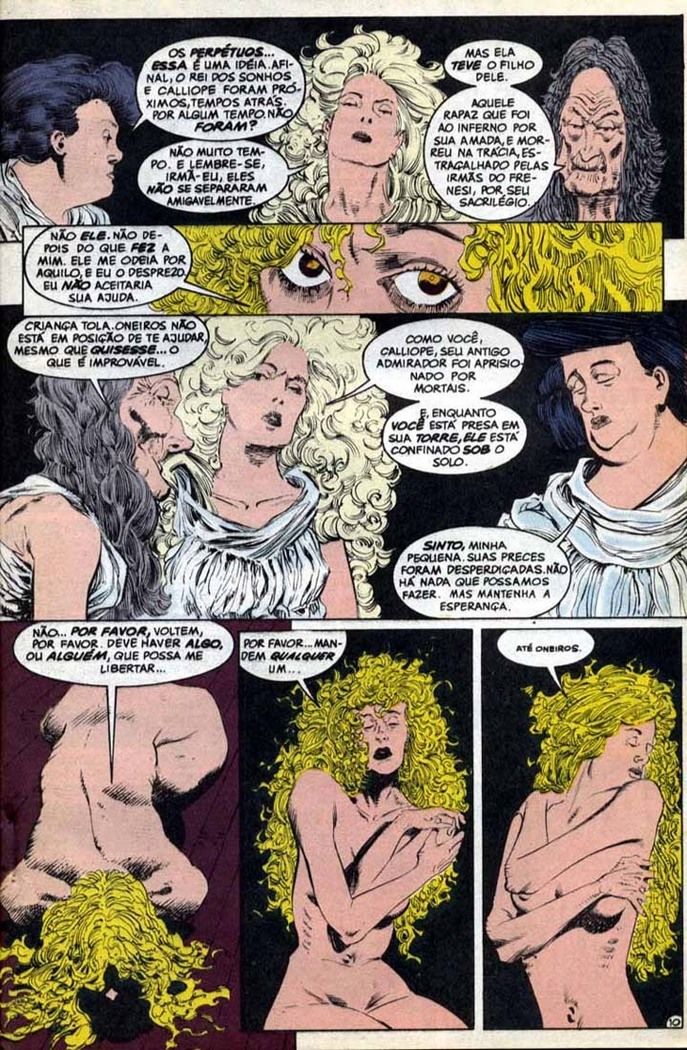 OS PERPÉTUOS...
ESSA É UMA IDÉIA. AFI-
NAL, O REI DOS SONHOS
E CALLIOPE FORAM PRÓ-
XIMOS, TEMPOS ATRÁS.
POR ALGUM TEMPO. NÃO
FORAM?
NÃO MUITO TEM-
PO. E LEMBRE-SE,
IRMÃ-EU, ELES
NÃO SE SEPARARAM
AMIGAVELMENTE.
MAS ELA
TEVE O FILHO
DELE.
AQUELE
RAPAZ QUE FOI
AO INFERNO POR
SUA AMADA, E MOR-
REU NA TRÁCIA, ES-
TRAÇALHADO PELAS
IRMÃS DO FRE-
NESI, POR SEU
SACRILÉGIO.
NÃO ELE. NÃO DE-
POIS DO QUE FEZ A
MIM. ELE ME ODEIA POR
AQUILO, E EU O DESPREZO.
EU NÃO ACEITARIA
SUA AJUDA.
CRIANÇA TOLA. ONEIROS NÃO
ESTÁ EM POSIÇÃO DE TE AJUDAR,
MESMO QUE QUISESSE... O
QUE É IMPROVÁVEL.
COMO VOCÊ,
CALLIOPE, SEU ANTIGO
ADMIRADOR FOI APRISIO-
NADO POR
MORTAIS.
E, ENQUANTO
VOCÊ ESTÁ PRESA EM
SUA TORRE, ELE ESTÁ
CONFINADO SOB O
SOLO.
SINTO, MINHA
PEQUENA. SUAS PRECES
FORAM DESPERDIÇADAS. NÃO
HÁ NADA QUE POSSAMOS
FAZER. MAS MANTENHA A
ESPERANÇA.
NÃO... POR FAVOR, VOLTEM,
POR FAVOR. DEVE HAVER ALGO,
OU ALGUÉM, QUE POSSA ME
LIBERTAR...
POR FAVOR... MAN-
DEM QUALQUER
UM...
ATÉ ONEIROS.
10